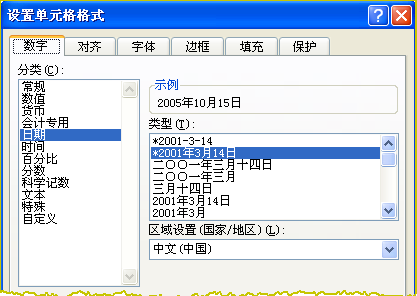 设置单元格格式
数字 对齐 字体 边框 填充 保护
分类(C):
常规
数值
货币
会计专用
日期
时间
百分比
分数
科学记数
文本
特殊
自定义
示例
2005年10月15日
类型(T):
*2001-3-14
*2001年3月14日
二〇〇一年三月十四日
二〇〇一年三月
三月十四日
2001年3月14日
2001年3月
区域设置(国家/地区)(L):
中文(中国)